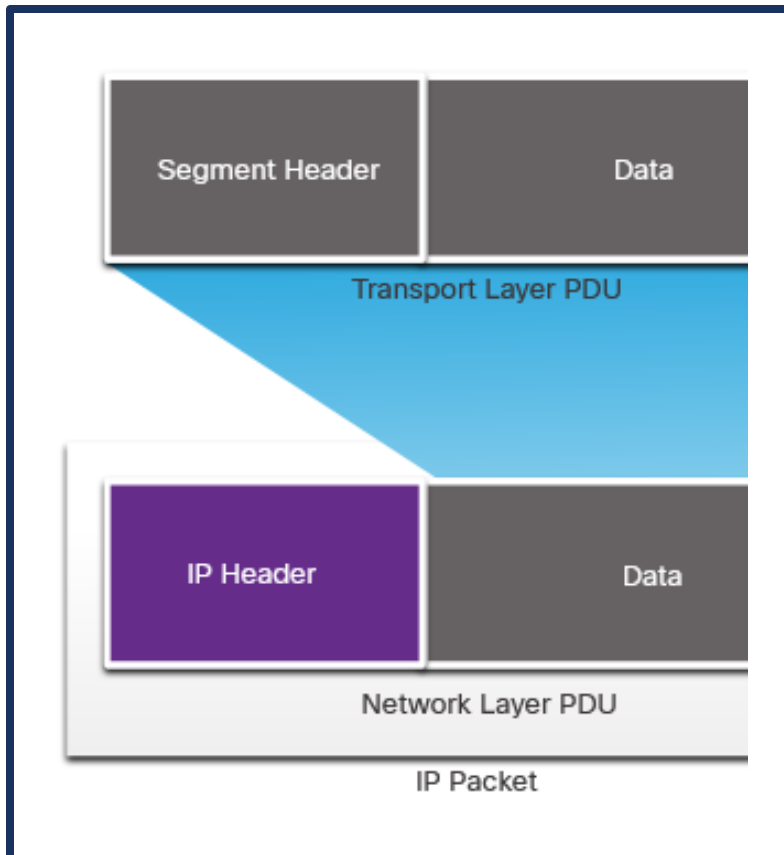 Segment Header
Data
Transport Layer PDU
IP Header
Data
Network Layer PDU
IP Packet